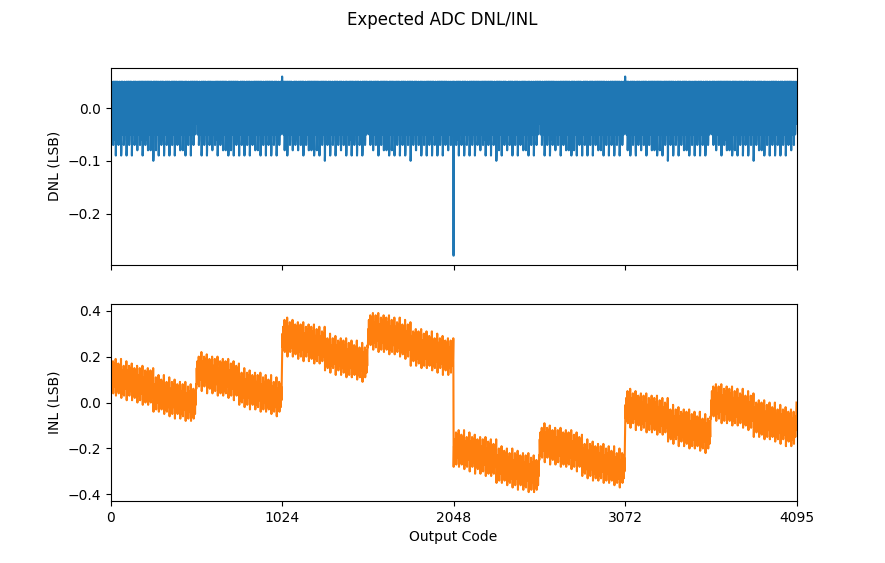 Expected ADC DNL/INL
DNL (LSB)
0.0
−0.1
−0.2
INL (LSB)
0.4
0.2
0.0
−0.2
−0.4
0 1024 2048 3072 4095
Output Code